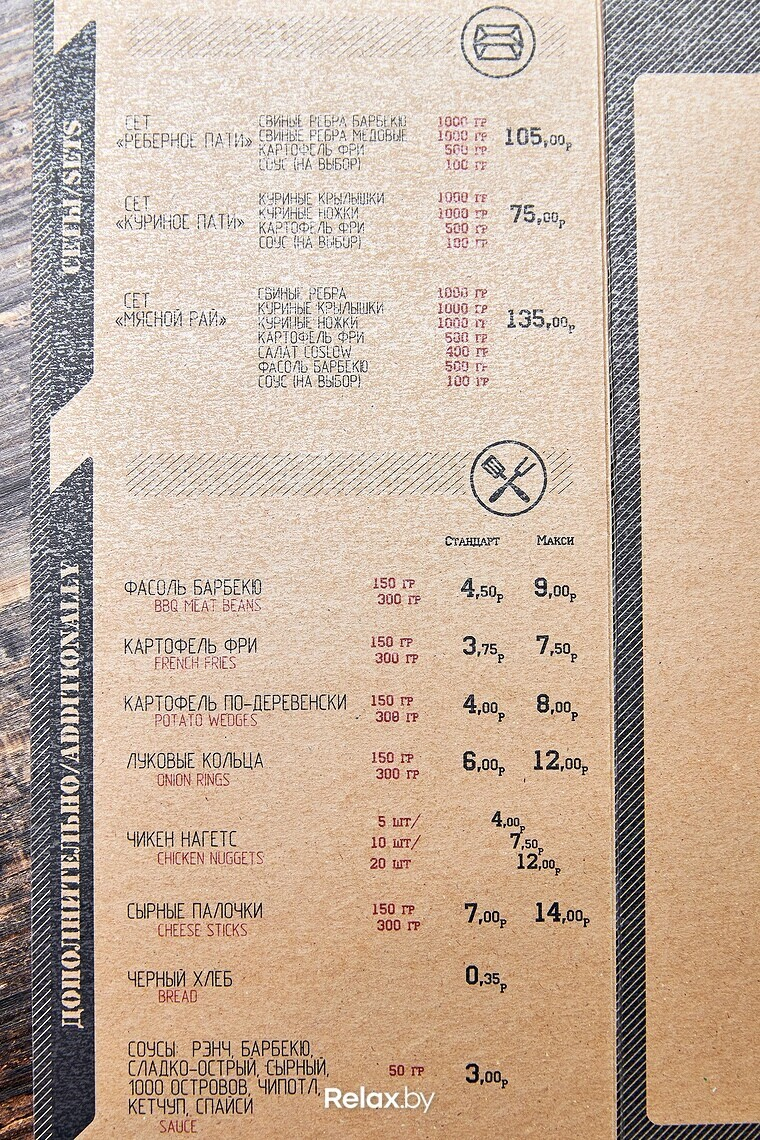 СЕТЫ/SETS
СЕТ
«РЕБЕРНОЕ ПАТИ»
СВИНЫЕ РЕБРА БАРБЕКЮ 1000 ГР
СВИНЫЕ РЕБРА МЕДОВЫЕ 1000 ГР
КАРТОФЕЛЬ ФРИ 500 ГР
СОУС (НА ВЫБОР) 100 ГР
105,00р
СЕТ
«КУРИНОЕ ПАТИ»
КУРИНЫЕ КРЫЛЫШКИ 1000 ГР
КУРИНЫЕ НОЖКИ 1000 ГР
КАРТОФЕЛЬ ФРИ 500 ГР
СОУС (НА ВЫБОР) 100 ГР
75,00р
СЕТ
«МЯСНОЙ РАЙ»
СВИНЫЕ РЕБРА 1000 ГР
КУРИНЫЕ КРЫЛЫШКИ 1000 ГР
КУРИНЫЕ НОЖКИ 1000 ГР
КАРТОФЕЛЬ ФРИ 500 ГР
САЛАТ COSLOW 400 ГР
ФАСОЛЬ БАРБЕКЮ 500 ГР
СОУС (НА ВЫБОР) 100 ГР
135,00р
ДОПОЛНИТЕЛЬНО/ADDITIONALLY
СТАНДАРТ МАКСИ
ФАСОЛЬ БАРБЕКЮ 150 ГР 4,50р 9,00р
BBQ MEAT BEANS 300 ГР
КАРТОФЕЛЬ ФРИ 150 ГР 3,75р 7,50р
FRENCH FRIES 300 ГР
КАРТОФЕЛЬ ПО-ДЕРЕВЕНСКИ 150 ГР 4,00р 8,00р
POTATO WEDGES 300 ГР
ЛУКОВЫЕ КОЛЬЦА 150 ГР 6,00р 12,00р
ONION RINGS 300 ГР
5 ШТ/ 4,00р
ЧИКЕН НАГЕТС 10 ШТ/ 7,50р
CHICKEN NUGGETS 20 ШТ 12,00р
СЫРНЫЕ ПАЛОЧКИ 150 ГР 7,00р 14,00р
CHEESE STICKS 300 ГР
ЧЕРНЫЙ ХЛЕБ 0,35р
BREAD
СОУСЫ: РЭНЧ, БАРБЕКЮ,
СЛАДКО-ОСТРЫЙ, СЫРНЫЙ, 50 ГР 3,00р
1000 ОСТРОВОВ, ЧИПОТЛ,
КЕТЧУП, СПАЙСИ
SAUCE
Relax.by